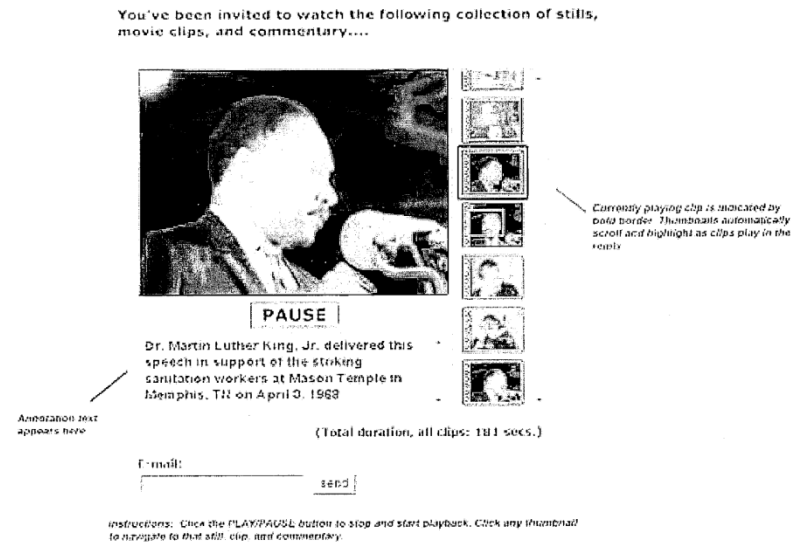 You've been invited to watch the following collection of stills,
movie clips, and commentary....
Currently playing clip is indicated by
bold border. Thumbnails automatically
scroll and highlight as clips play in the
PAUSE
Dr. Martin Luther King, Jr. delivered this
speech in support of the striking
sanitation workers at Mason Temple in
Memphis, TN on April 3, 1968
Annotation text
appears here
(Total duration, all clips: 181 secs.)
E-mail:
send
Instructions: Click the PLAY/PAUSE button to stop and start playback. Click any thumbnail
to navigate to that still, clip, and commentary.